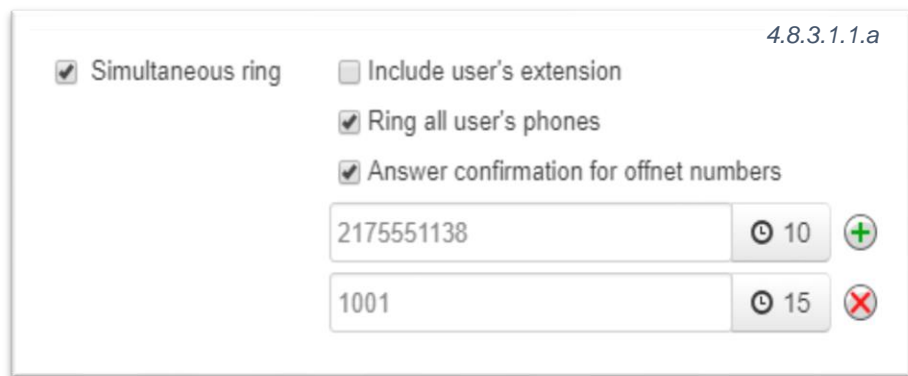 4.8.3.1.1.a
Simultaneous ring Include user's extension
Ring all user's phones
Answer confirmation for offnet numbers
2175551138 10
1001 15